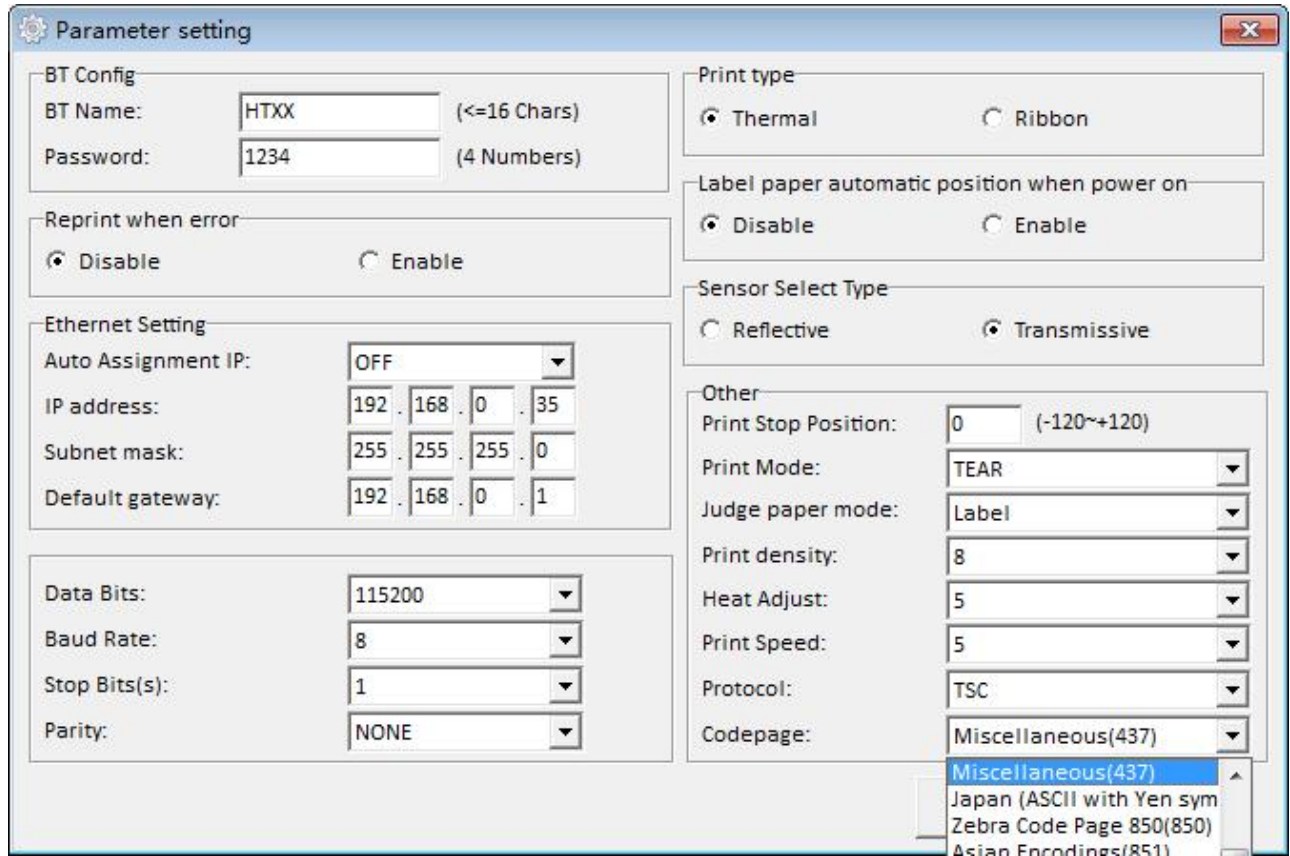 Parameter setting
BT Config
BT Name: HTXX (<=16 Chars)
Password: 1234 (4 Numbers)
Reprint when error
Disable Enable
Ethernet Setting
Auto Assignment IP: OFF
IP address: 192 . 168 . 0 . 35
Subnet mask: 255 . 255 . 255 . 0
Default gateway: 192 . 168 . 0 . 1
Data Bits: 115200
Baud Rate: 8
Stop Bits(s): 1
Parity: NONE
Print type
Thermal Ribbon
Label paper automatic position when power on
Disable Enable
Sensor Select Type
Reflective Transmissive
Other
Print Stop Position: 0 (-120~+120)
Print Mode: TEAR
Judge paper mode: Label
Print density: 8
Heat Adjust: 5
Print Speed: 5
Protocol: TSC
Codepage: Miscellaneous(437)
Miscellaneous(437)
Japan (ASCII with Yen sym
Zebra Code Page 850(850)
Asian Encodings(851)